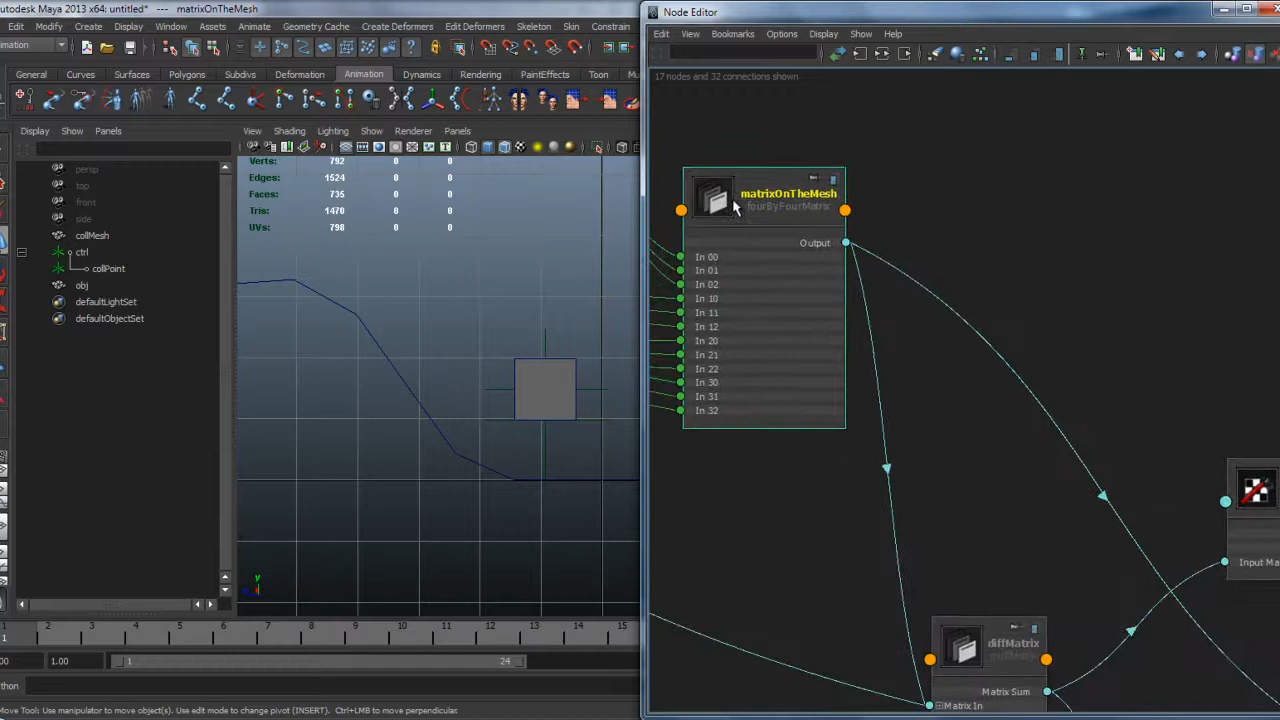 Autodesk Maya 2013 x64: untitled* --- matrixOnTheMesh
Edit Modify Create Display Window Assets Animate Geometry Cache Create Deformers Edit Deformers Skeleton Skin Constrain
General Curves Surfaces Polygons Subdivs Deformation Animation Dynamics Rendering PaintEffects Toon
Display Show Panels
persp
top
front
side
collMesh
ctrl
collPoint
obj
defaultLightSet
defaultObjectSet
View Shading Lighting Show Renderer Panels
Verts: 792 0 0
Edges: 1524 0 0
Faces: 735 0 0
Tris: 1470 0 0
UVs: 798 0 0
y
2 3 4 5 6 7 8 9 10 11 12 13 14 15
1
1.00 1 24
Move Tool: Use manipulator to move object(s). Use edit mode to change pivot (INSERT). Ctrl+LMB to move perpendicular.
Node Editor
Edit View Bookmarks Options Display Show Help
17 nodes and 32 connections shown
matrixOnTheMesh
fourByFourMatrix
Output
In 00
In 01
In 02
In 10
In 11
In 12
In 20
In 21
In 22
In 30
In 31
In 32
diffMatrix
Matrix Sum
Matrix In
Input Ma